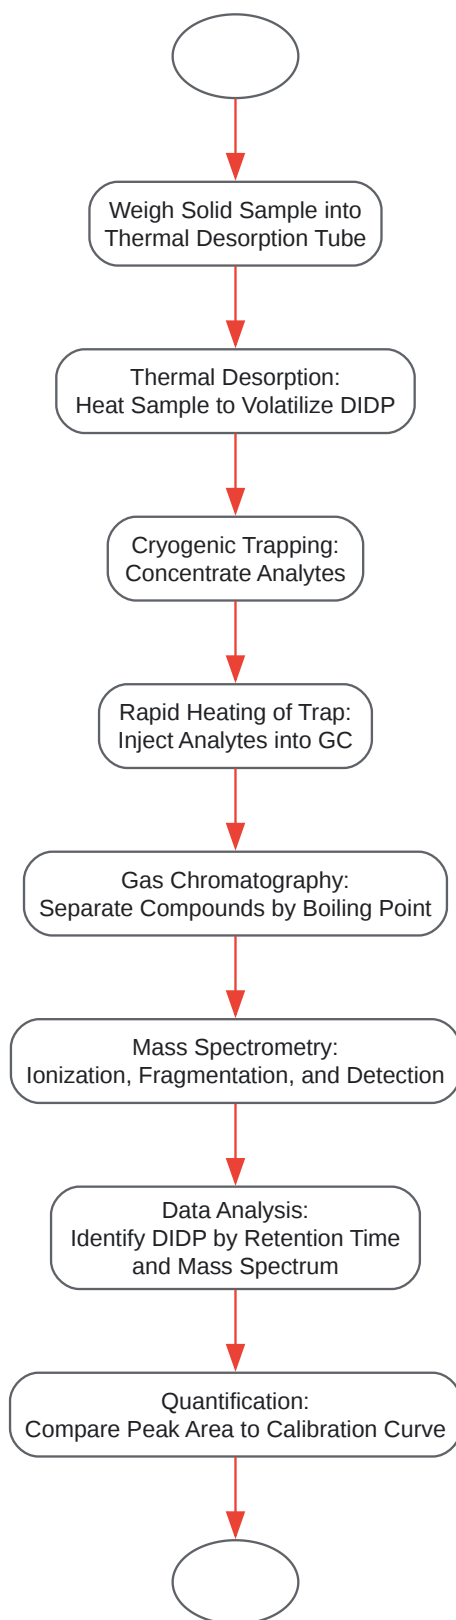 Weigh Solid Sample into
Thermal Desorption Tube
Thermal Desorption:
Heat Sample to Volatilize DIDP
Cryogenic Trapping:
Concentrate Analytes
Rapid Heating of Trap:
Inject Analytes into GC
Gas Chromatography:
Separate Compounds by Boiling Point
Mass Spectrometry:
Ionization, Fragmentation, and Detection
Data Analysis:
Identify DIDP by Retention Time
and Mass Spectrum
Quantification:
Compare Peak Area to Calibration Curve